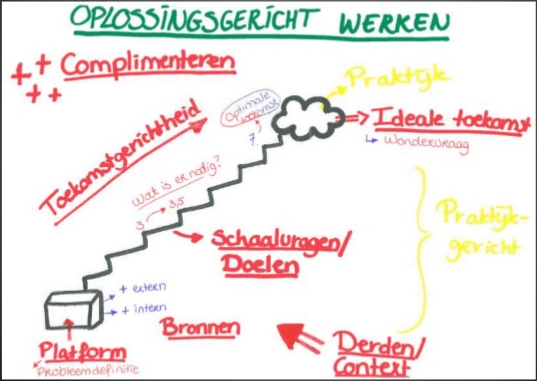 OPLOSSINGSGERICHT WERKEN
++ Complimenteren
++
Praktijk
Toekomstgerichtheid
Optimale
toekomst
Ideale toekomst
Wondervraag
7
Wat is er nodig?
3 3,5
Praktijk-
gericht
Schaalvragen/
Doelen
+ extern
+ intern
Bronnen
Platform
Probleemdefinitie
Derden/
Context